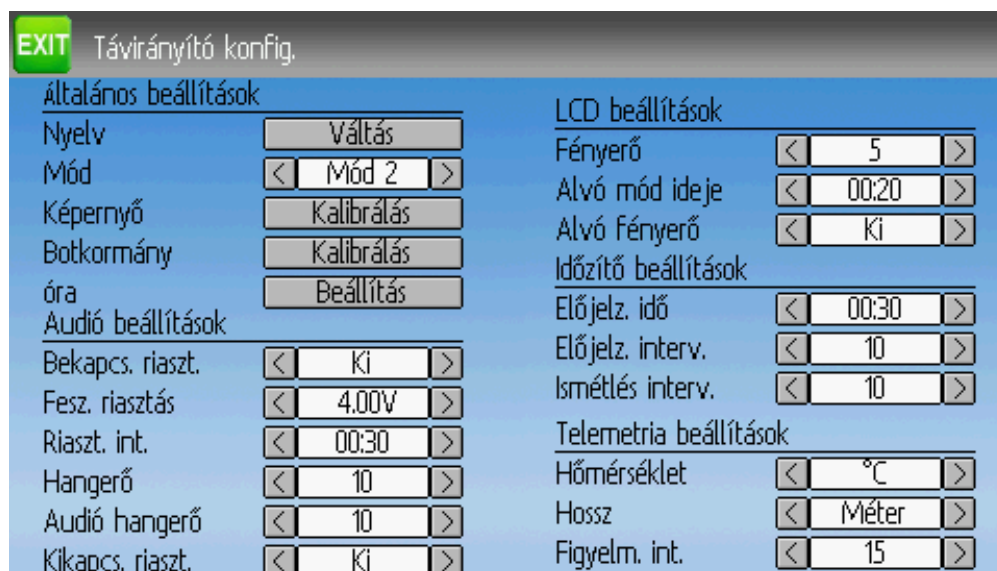 EXIT Távirányító konfig.
Általános beállítások
Nyelv Váltás
Mód < Mód 2 >
Képernyő Kalibrálás
Botkormány Kalibrálás
óra Beállítás
Audió beállítások
Bekapcs. riaszt. < Ki >
Fesz. riasztás < 4.00V >
Riaszt. int. < 00:30 >
Hangerő < 10 >
Audió hangerő < 10 >
Kikapcs. riaszt. < Ki >
LCD beállítások
Fényerő < 5 >
Alvó mód ideje < 00:20 >
Alvó Fényerő < Ki >
Időzítő beállítások
Előjelz. idő < 00:30 >
Előjelz. interv. < 10 >
Ismétlés interv. < 10 >
Telemetria beállítások
Hőmérséklet < °C >
Hossz < Méter >
Figyelm. int. < 15 >